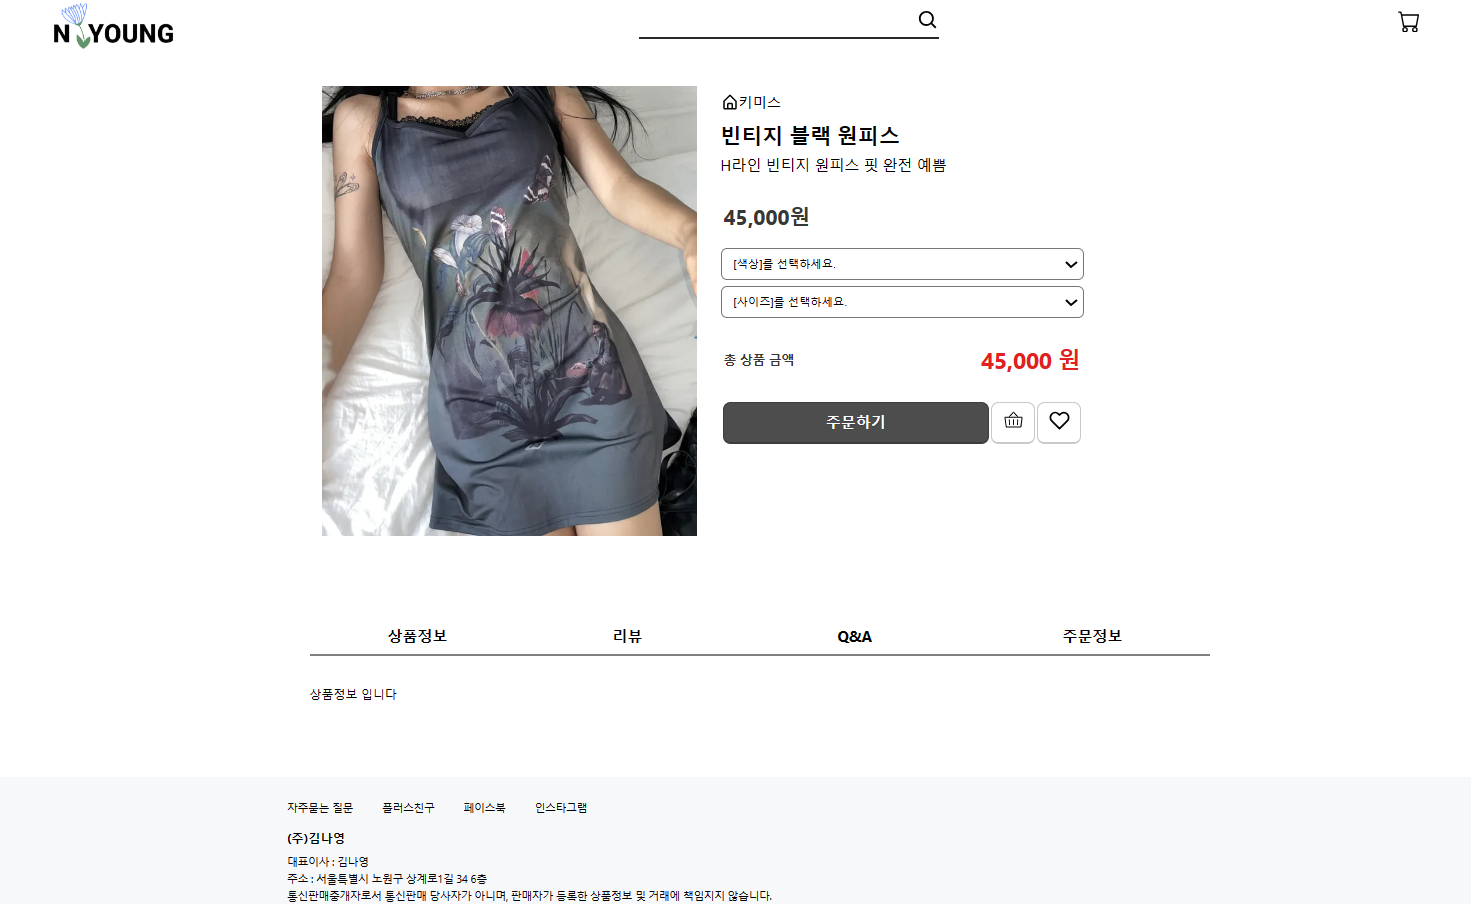 N YOUNG
키미스
빈티지 블랙 원피스
H라인 빈티지 원피스 핏 완전 예쁨
45,000원
[색상]를 선택하세요.
[사이즈]를 선택하세요.
총 상품 금액
45,000 원
주문하기
상품정보
리뷰
Q&A
주문정보
상품정보 입니다
자주묻는 질문
플러스친구
페이스북
인스타그램
(주)김나영
대표이사 : 김나영
주소 : 서울특별시 노원구 상계로1길 34 6층
통신판매중개자로서 통신판매 당사자가 아니며, 판매자가 등록한 상품정보 및 거래에 책임지지 않습니다.